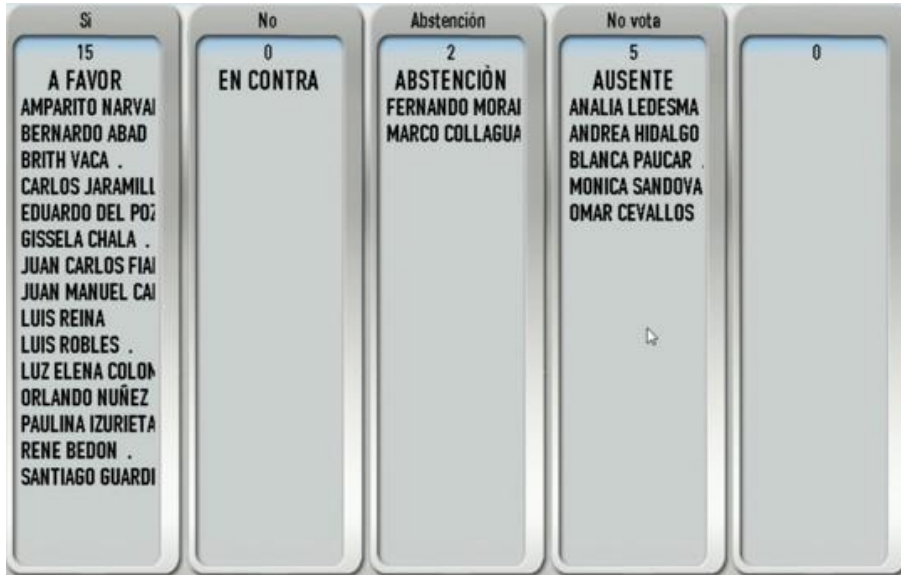 Si
15
A FAVOR
AMPARITO NARVAI
BERNARDO ABAD
BRITH VACA .
CARLOS JARAMILL
EDUARDO DEL POZ
GISSELA CHALA .
JUAN CARLOS FIAI
JUAN MANUEL CAI
LUIS REINA
LUIS ROBLES .
LUZ ELENA COLON
ORLANDO NUÑEZ
PAULINA IZURIETA
RENE BEDON .
SANTIAGO GUARDI
No
0
EN CONTRA
Abstención
2
ABSTENCIÒN
FERNANDO MORAI
MARCO COLLAGUA
No vota
5
AUSENTE
ANALIA LEDESMA
ANDREA HIDALGO
BLANCA PAUCAR .
MONICA SANDOVA
OMAR CEVALLOS
0